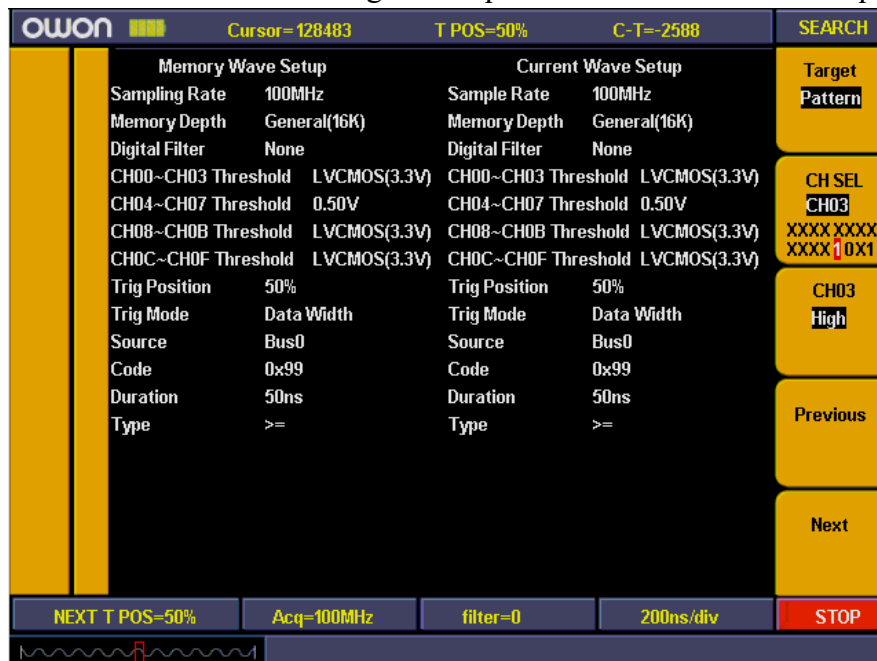 owon Cursor=128483 T POS=50% C-T=-2588 SEARCH
Memory Wave Setup Current Wave Setup
Sampling Rate 100MHz Sample Rate 100MHz
Memory Depth General(16K) Memory Depth General(16K)
Digital Filter None Digital Filter None
CH00~CH03 Threshold LVCMOS(3.3V) CH00~CH03 Threshold LVCMOS(3.3V)
CH04~CH07 Threshold 0.50V CH04~CH07 Threshold 0.50V
CH08~CH0B Threshold LVCMOS(3.3V) CH08~CH0B Threshold LVCMOS(3.3V)
CH0C~CH0F Threshold LVCMOS(3.3V) CH0C~CH0F Threshold LVCMOS(3.3V)
Trig Position 50% Trig Position 50%
Trig Mode Data Width Trig Mode Data Width
Source Bus0 Source Bus0
Code 0x99 Code 0x99
Duration 50ns Duration 50ns
Type >= Type >=
Target
Pattern
CH SEL
CH03
XXXX XXXX
XXXX 1 0X1
CH03
High
Previous
Next
NEXT T POS=50% Acq=100MHz filter=0 200ns/div STOP